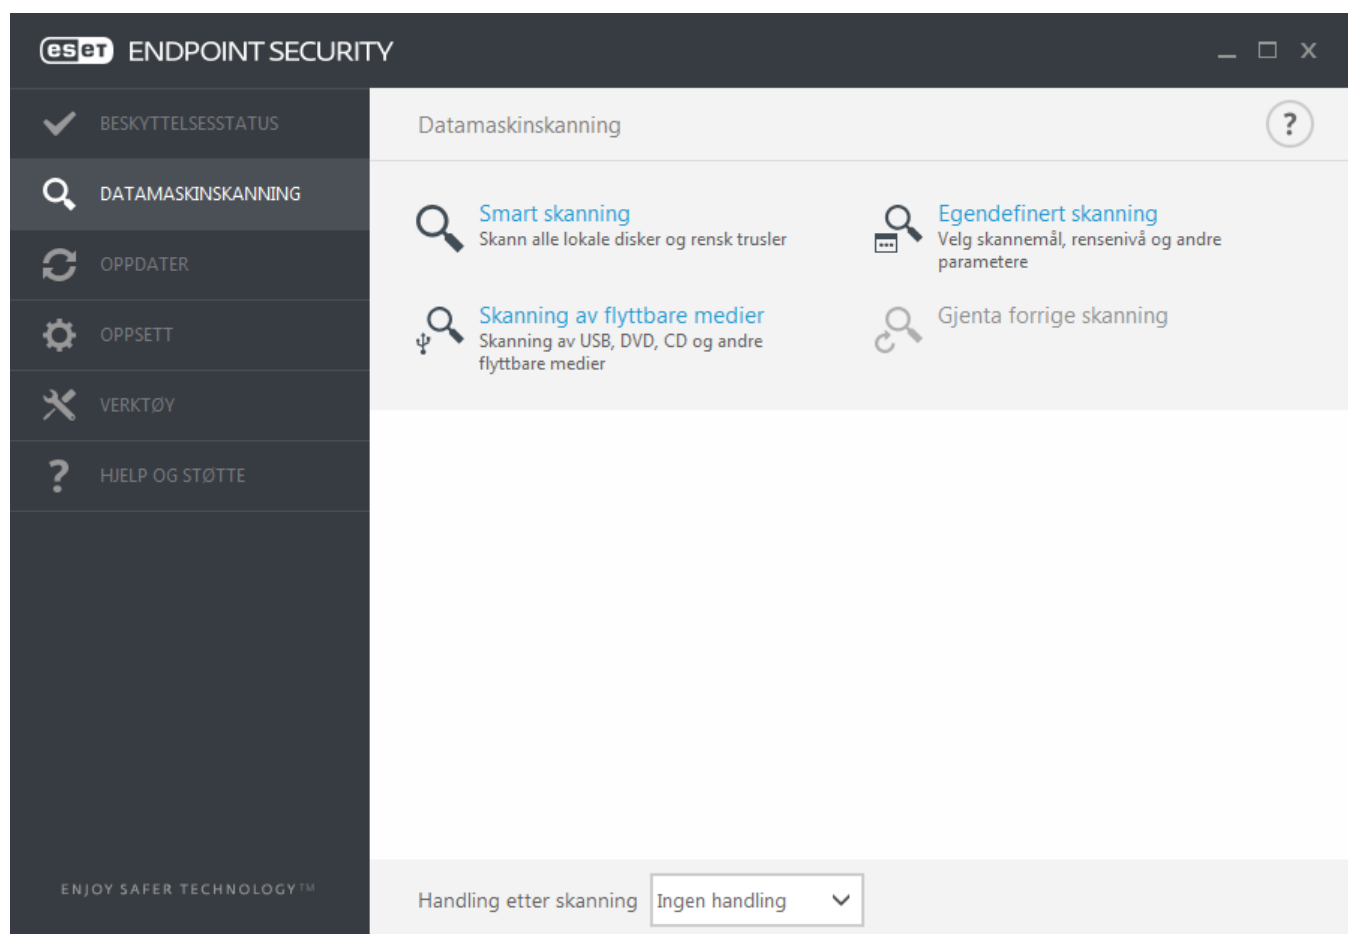 eset ENDPOINT SECURITY
BESKYTTELSESSTATUS
DATAMASKINSKANNING
OPPDATER
OPPSETT
VERKTØY
HJELP OG STØTTE
ENJOY SAFER TECHNOLOGY™
Datamaskinskanning
?
Smart skanning
Skann alle lokale disker og rensk trusler
Egendefinert skanning
Velg skannemål, rensenivå og andre
parametere
Skanning av flyttbare medier
Skanning av USB, DVD, CD og andre
flyttbare medier
Gjenta forrige skanning
Handling etter skanning
Ingen handling